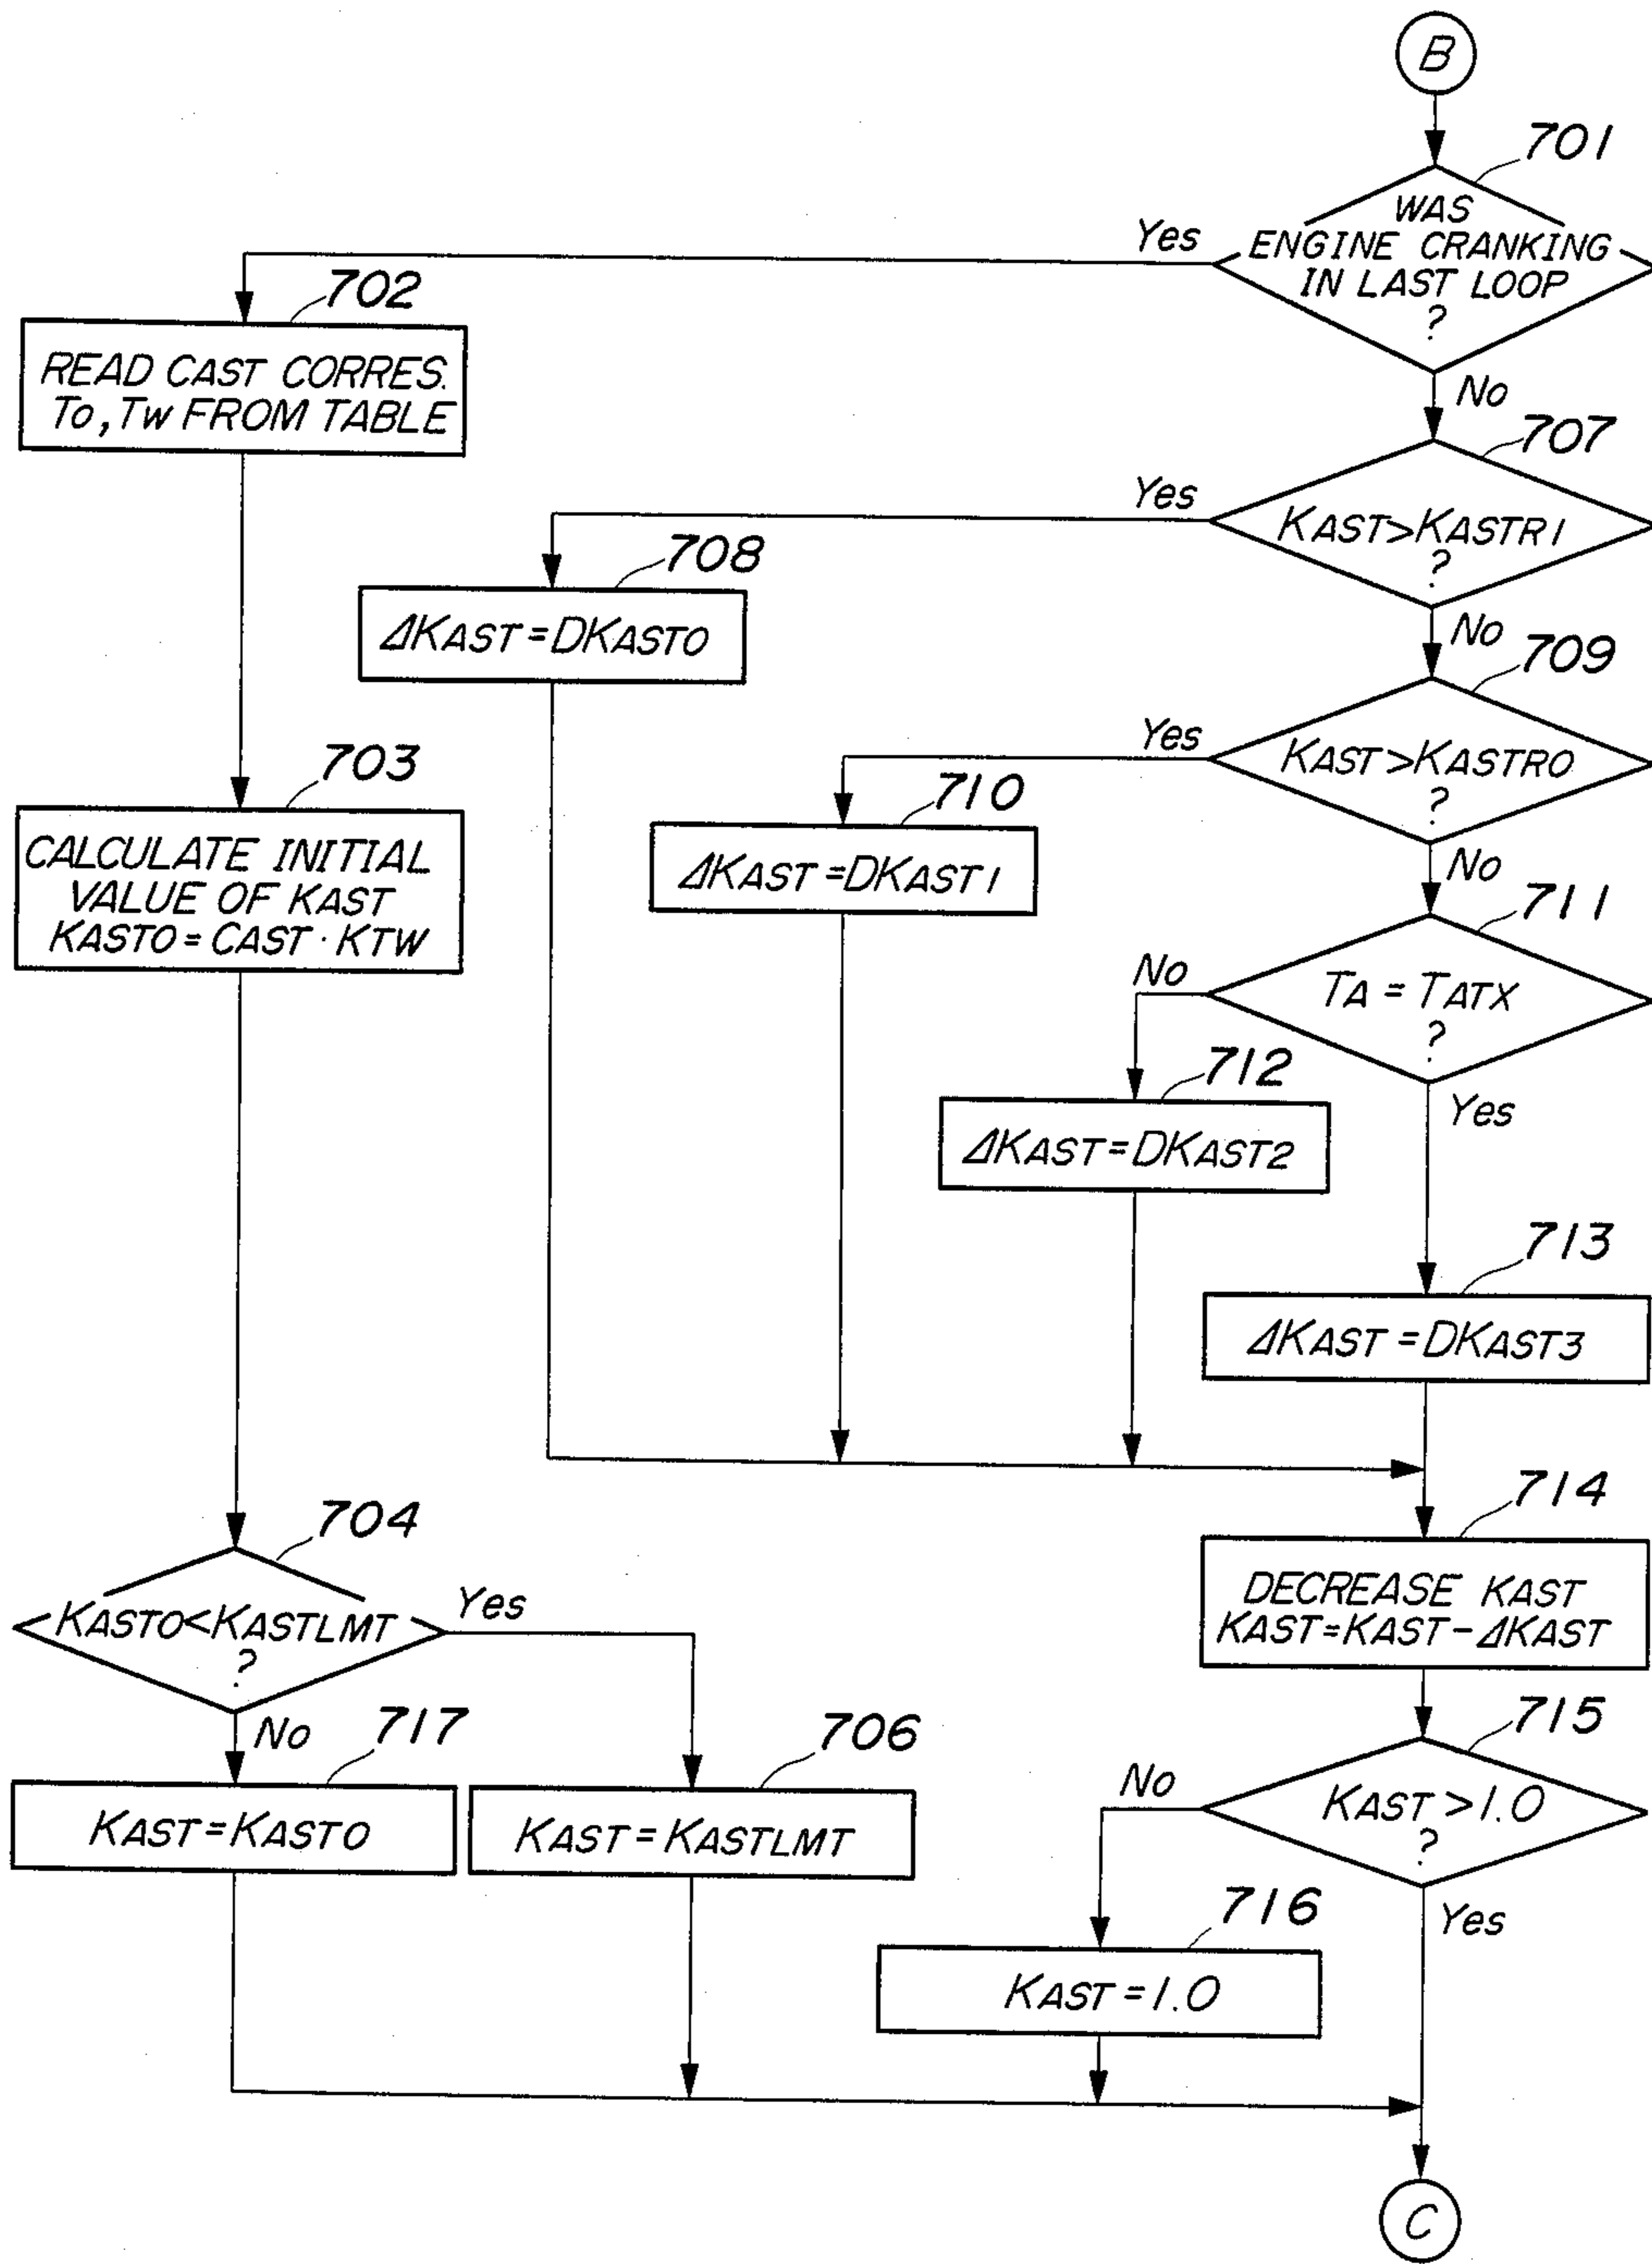 B
701
WAS
ENGINE CRANKING
IN LAST LOOP
?
Yes
No
702
READ CAST CORRES.
To, Tw FROM TABLE
707
KAST>KASTR1
?
Yes
No
708
ΔKAST=DKAST0
709
KAST>KASTR0
?
Yes
No
703
CALCULATE INITIAL
VALUE OF KAST
KASTO=CAST·KTW
710
ΔKAST=DKAST1
711
TA=TATX
?
No
Yes
712
ΔKAST=DKAST2
713
ΔKAST=DKAST3
704
KASTO<KASTLMT
?
Yes
No
714
DECREASE KAST
KAST=KAST-ΔKAST
717
KAST=KASTO
706
KAST=KASTLMT
715
KAST>1.0
?
No
Yes
716
KAST=1.0
C